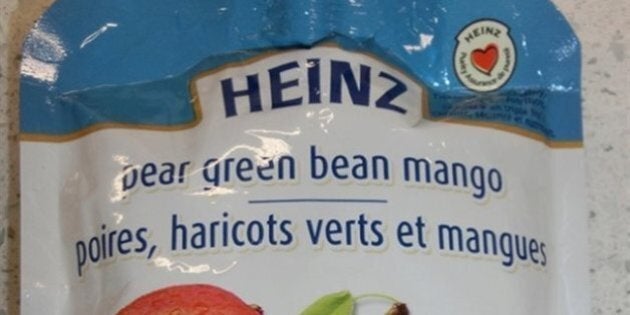 HEINZ
HEINZ
pear green bean mango
poires, haricots verts et mangues